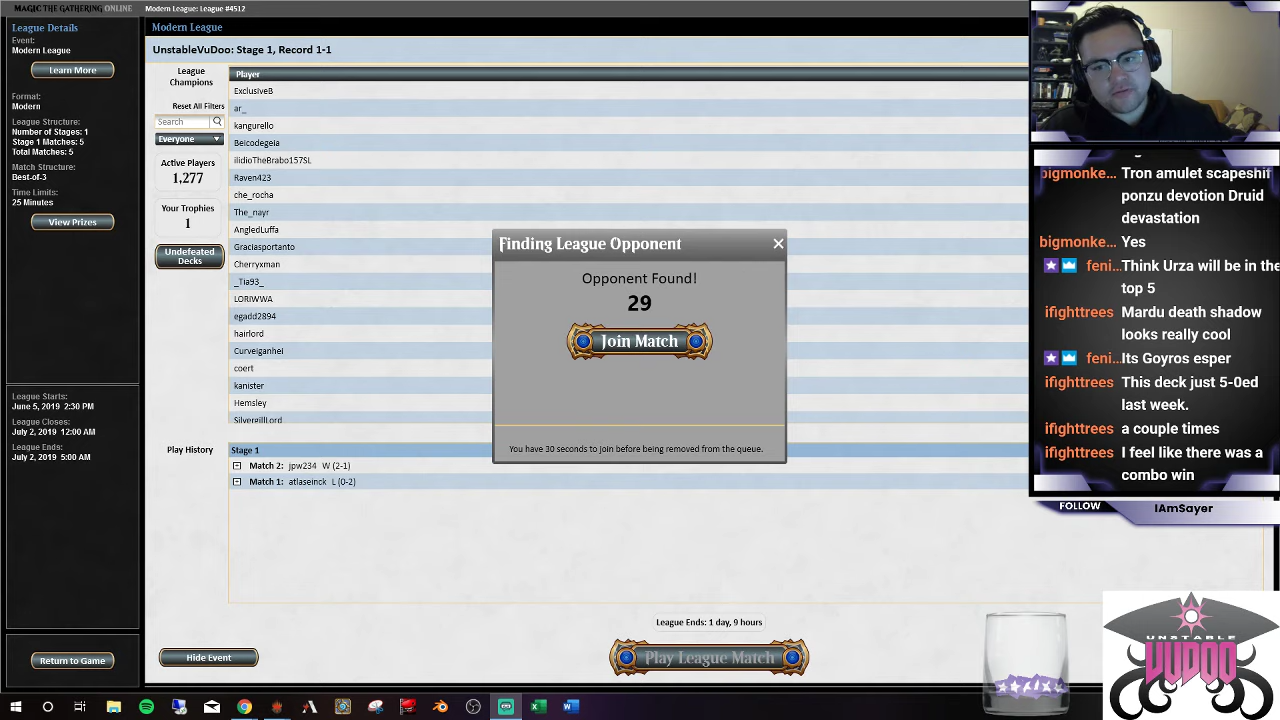 MAGIC THE GATHERING ONLINE
Modern League: League #4512
League Details
Event:
Modern League
Learn More
Format:
Modern
League Structure:
Number of Stages: 1
Stage 1 Matches: 5
Total Matches: 5
Match Structure:
Best-of-3
Time Limits:
25 Minutes
View Prizes
League Starts:
June 5, 2019 2:30 PM
League Closes:
July 2, 2019 12:00 AM
League Ends:
July 2, 2019 5:00 AM
Return to Game
Modern League
UnstableVuDoo: Stage 1, Record 1-1
League Champions
Reset All Filters
Search
Everyone
Active Players
1,277
Your Trophies
1
Undefeated Decks
Player
ExclusiveB
ar_
kangurello
Beicodegeia
ilidioTheBrabo157SL
Raven423
che_rocha
The_nayr
AngledLuffa
Graciasportanto
Cherryxman
_Tia93_
LORIWWA
egadd2894
hairlord
Curveiganhei
coert
kanister
Hemsley
SilvergillLord
Play History
Stage 1
Match 2: jpw234 W (2-1)
Match 1: atlaseinck L (0-2)
Finding League Opponent
Opponent Found!
29
Join Match
You have 30 seconds to join before being removed from the queue.
League Ends: 1 day, 9 hours
Hide Event
Play League Match
bigmonke... Tron amulet scapeshif
ponzu devotion Druid
devastation
bigmonke... Yes
feni... Think Urza will be in the
top 5
ifighttrees Mardu death shadow
looks really cool
feni... Its Goyros esper
ifighttrees This deck just 5-0ed
last week.
ifighttrees a couple times
ifighttrees I feel like there was a
combo win
FOLLOW
IAmSayer
UNSTABLE
VUDOO